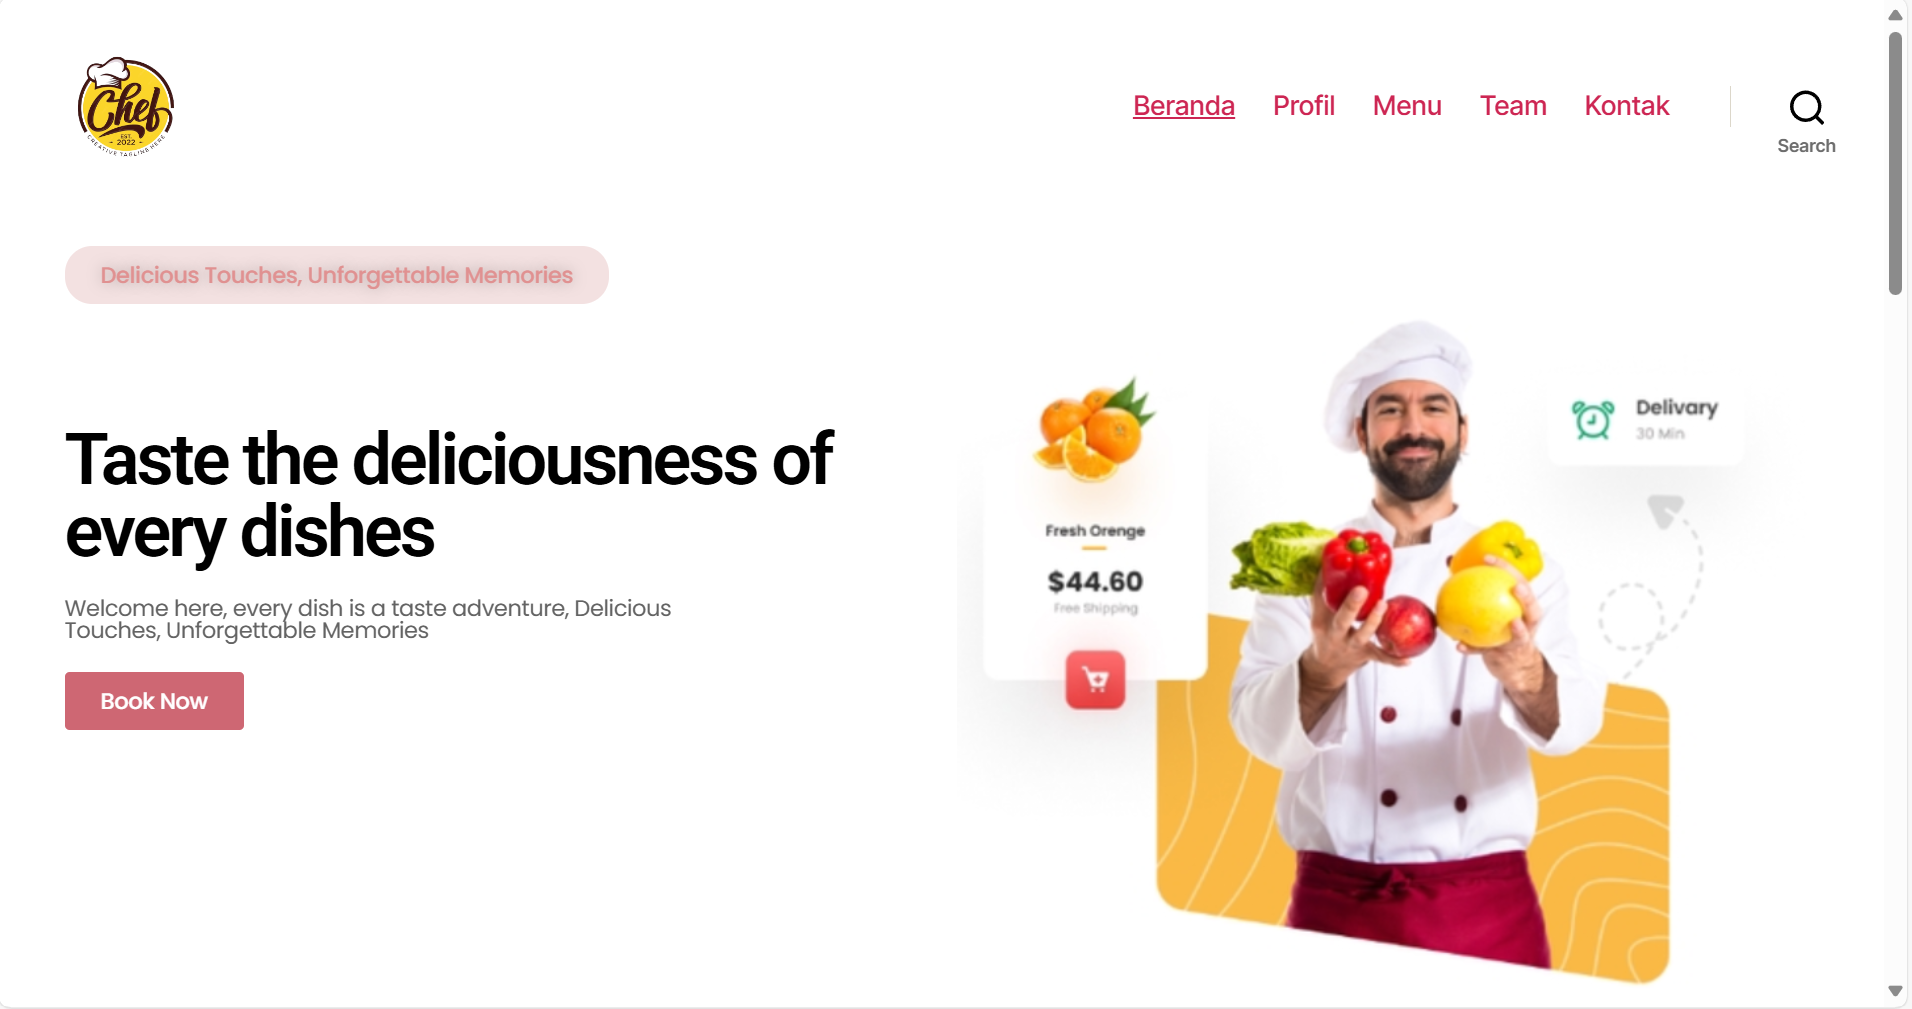 Chef
EST.
2022
CREATIVE TAGLINE HERE
Beranda Profil Menu Team Kontak
Search
Delicious Touches, Unforgettable Memories
Taste the deliciousness of
every dishes
Welcome here, every dish is a taste adventure, Delicious
Touches, Unforgettable Memories
Book Now
Fresh Orenge
$44.60
Free Shipping
Delivary
30 Min